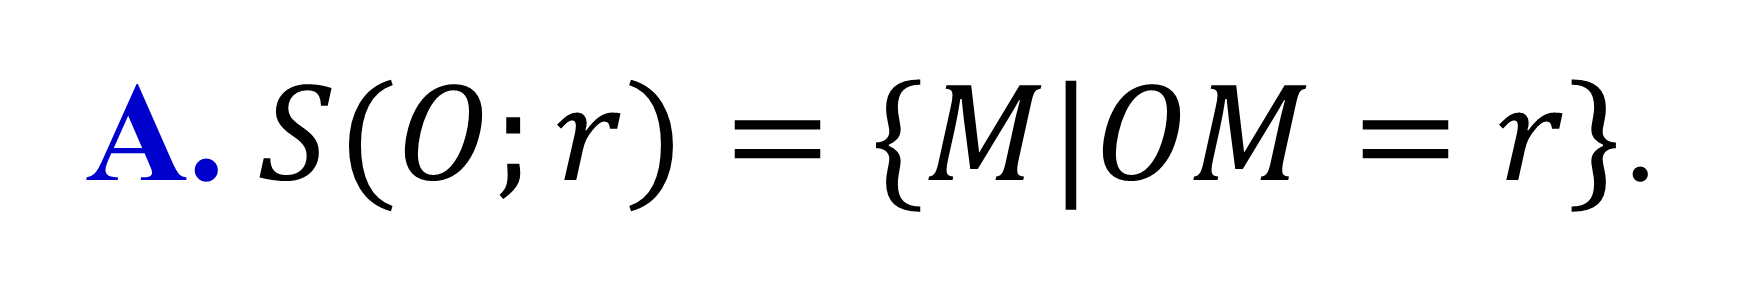 A. S(O;r) = {M|OM = r}.